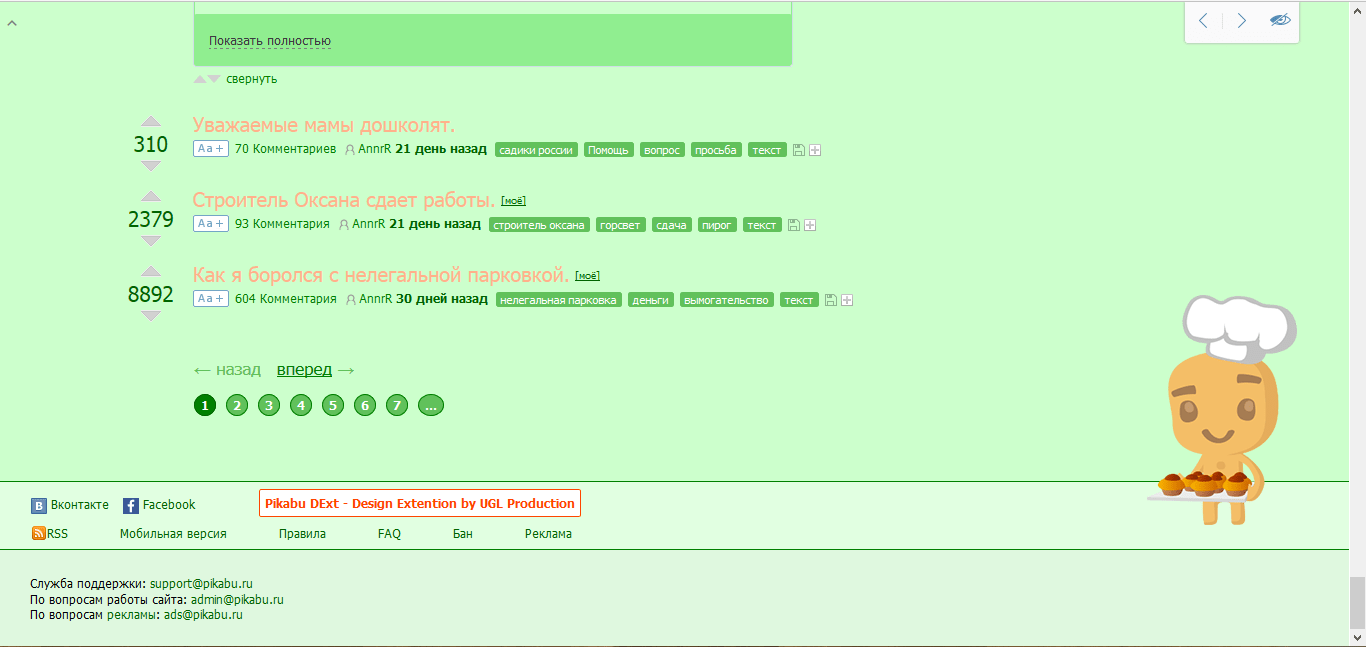 Показать полностью
свернуть
Уважаемые мамы дошколят.
310
Aa + 70 Комментариев AnnrR 21 день назад садики россии Помощь вопрос просьба текст
Строитель Оксана сдает работы. [моё]
2379
Aa + 93 Комментария AnnrR 21 день назад строитель оксана горсвет сдача пирог текст
Как я боролся с нелегальной парковкой. [моё]
8892
Aa + 604 Комментария AnnrR 30 дней назад нелегальная парковка деньги вымогательство текст
← назад вперед →
1 2 3 4 5 6 7 ...
В Вконтакте f Facebook Pikabu DExt - Design Extention by UGL Production
RSS Мобильная версия Правила FAQ Бан Реклама
Служба поддержки: support@pikabu.ru
По вопросам работы сайта: admin@pikabu.ru
По вопросам рекламы: ads@pikabu.ru